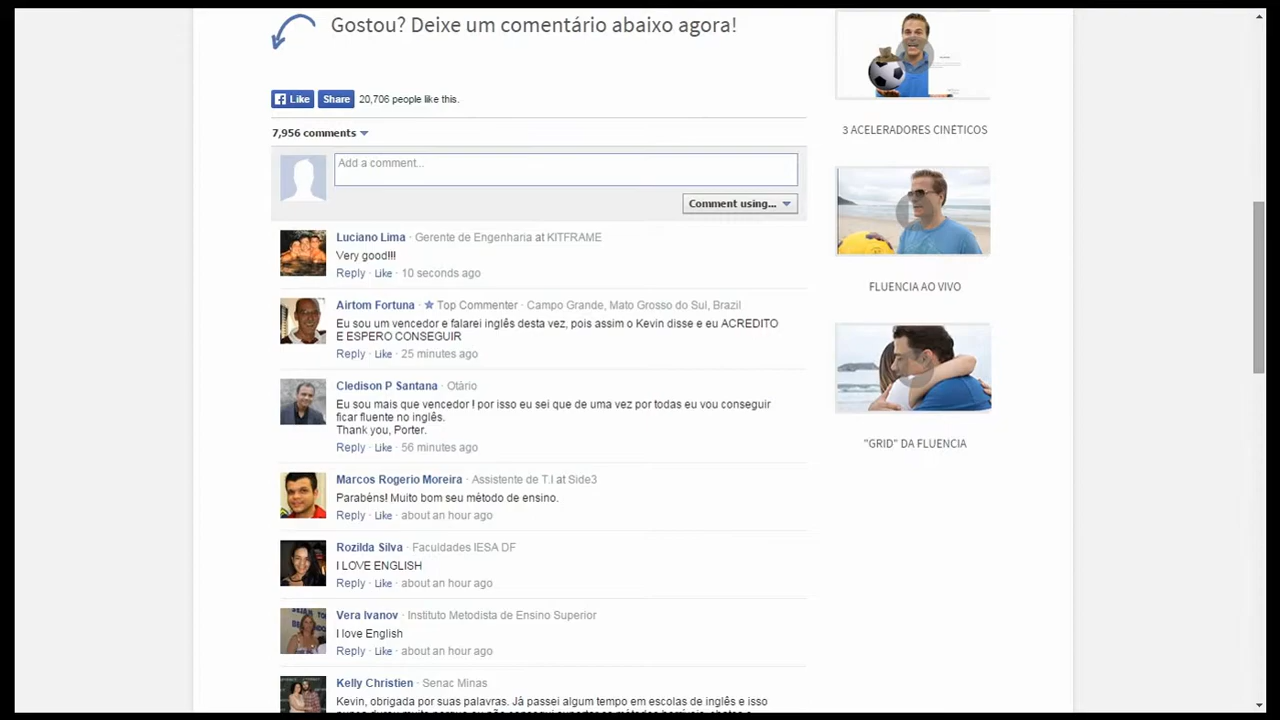 Gostou? Deixe um comentário abaixo agora!
Like Share 20,706 people like this.
7,956 comments
Add a comment...
Comment using...
Luciano Lima · Gerente de Engenharia at KITFRAME
Very good!!!
Reply · Like · 10 seconds ago
Airtom Fortuna · Top Commenter · Campo Grande, Mato Grosso do Sul, Brazil
Eu sou um vencedor e falarei inglês desta vez, pois assim o Kevin disse e eu ACREDITO
E ESPERO CONSEGUIR
Reply · Like · 25 minutes ago
Cledison P Santana · Otário
Eu sou mais que vencedor ! por isso eu sei que de uma vez por todas eu vou conseguir
ficar fluente no inglês.
Thank you, Porter.
Reply · Like · 56 minutes ago
Marcos Rogerio Moreira · Assistente de T.I at Side3
Parabéns! Muito bom seu método de ensino.
Reply · Like · about an hour ago
Rozilda Silva · Faculdades IESA DF
I LOVE ENGLISH
Reply · Like · about an hour ago
Vera Ivanov · Instituto Metodista de Ensino Superior
I love English
Reply · Like · about an hour ago
Kelly Christien · Senac Minas
Kevin, obrigada por suas palavras. Já passei algum tempo em escolas de inglês e isso
3 ACELERADORES CINÉTICOS
FLUENCIA AO VIVO
"GRID" DA FLUENCIA